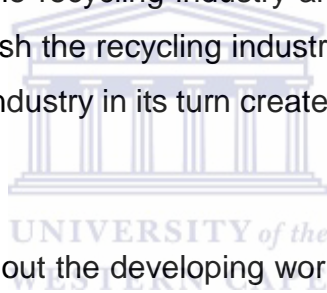 recycling industry an
sh the recycling industr
ndustry in its turn create
UNIVERSITY of the
out the developing wor
WESTERN CAPE